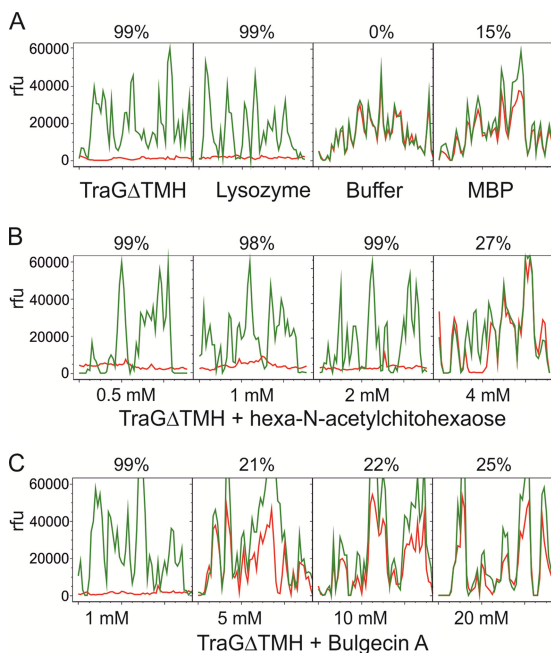 A
99% 99% 0% 15%
rfu
60000
40000
20000
0
TraGΔTMH Lysozyme Buffer MBP
B
99% 98% 99% 27%
rfu
60000
40000
20000
0
0.5 mM 1 mM 2 mM 4 mM
TraGΔTMH + hexa-N-acetylchitohexaose
C
99% 21% 22% 25%
rfu
60000
40000
20000
0
1 mM 5 mM 10 mM 20 mM
TraGΔTMH + Bulgecin A